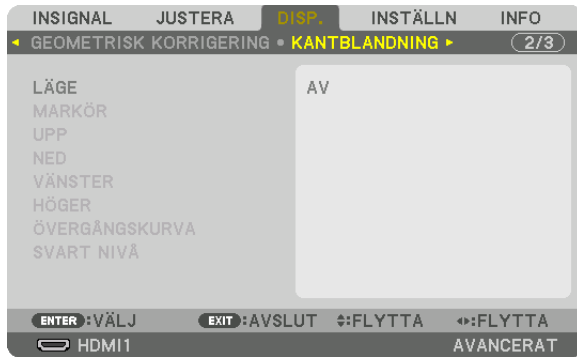 INSIGNAL JUSTERA DISP. INSTÄLLN INFO
◂ GEOMETRISK KORRIGERING • KANTBLANDNING ▸ 2/3
LÄGE AV
MARKÖR
UPP
NED
VÄNSTER
HÖGER
ÖVERGÅNGSKURVA
SVART NIVÅ
ENTER:VÄLJ EXIT:AVSLUT :FLYTTA :FLYTTA
HDMI1 AVANCERAT